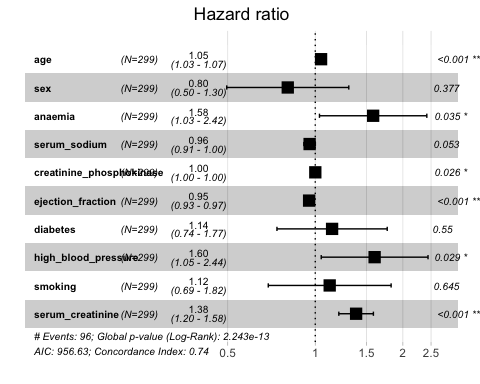 Hazard ratio
age (N=299) 1.05 (1.03 - 1.07) <0.001 **
sex (N=299) 0.80 (0.50 - 1.30) 0.377
anaemia (N=299) 1.58 (1.03 - 2.42) 0.035 *
serum_sodium (N=299) 0.96 (0.91 - 1.00) 0.053
creatinine_phosphokinase (N=299) 1.00 (1.00 - 1.00) 0.026 *
ejection_fraction (N=299) 0.95 (0.93 - 0.97) <0.001 **
diabetes (N=299) 1.14 (0.74 - 1.77) 0.55
high_blood_pressure (N=299) 1.60 (1.05 - 2.44) 0.029 *
smoking (N=299) 1.12 (0.69 - 1.82) 0.645
serum_creatinine (N=299) 1.38 (1.20 - 1.58) <0.001 **
# Events: 96; Global p-value (Log-Rank): 2.243e-13
AIC: 956.63; Concordance Index: 0.74
0.5 1 1.5 2 2.5